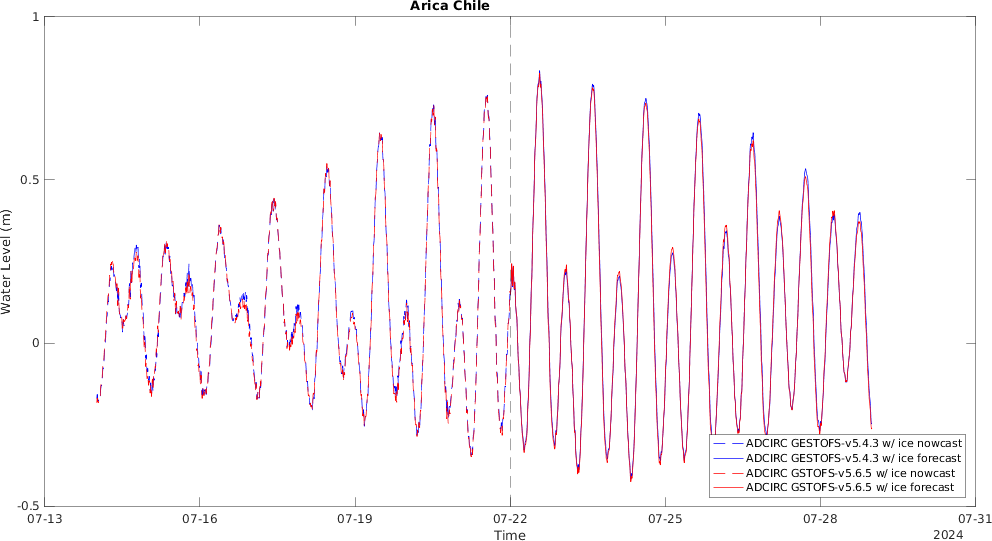 Arica Chile
1
0.5
0
-0.5
Water Level (m)
07-13
07-16
07-19
07-22
07-25
07-28
07-31
Time
2024
ADCIRC GESTOFS-v5.4.3 w/ ice nowcast
ADCIRC GESTOFS-v5.4.3 w/ ice forecast
ADCIRC GSTOFS-v5.6.5 w/ ice nowcast
ADCIRC GSTOFS-v5.6.5 w/ ice forecast